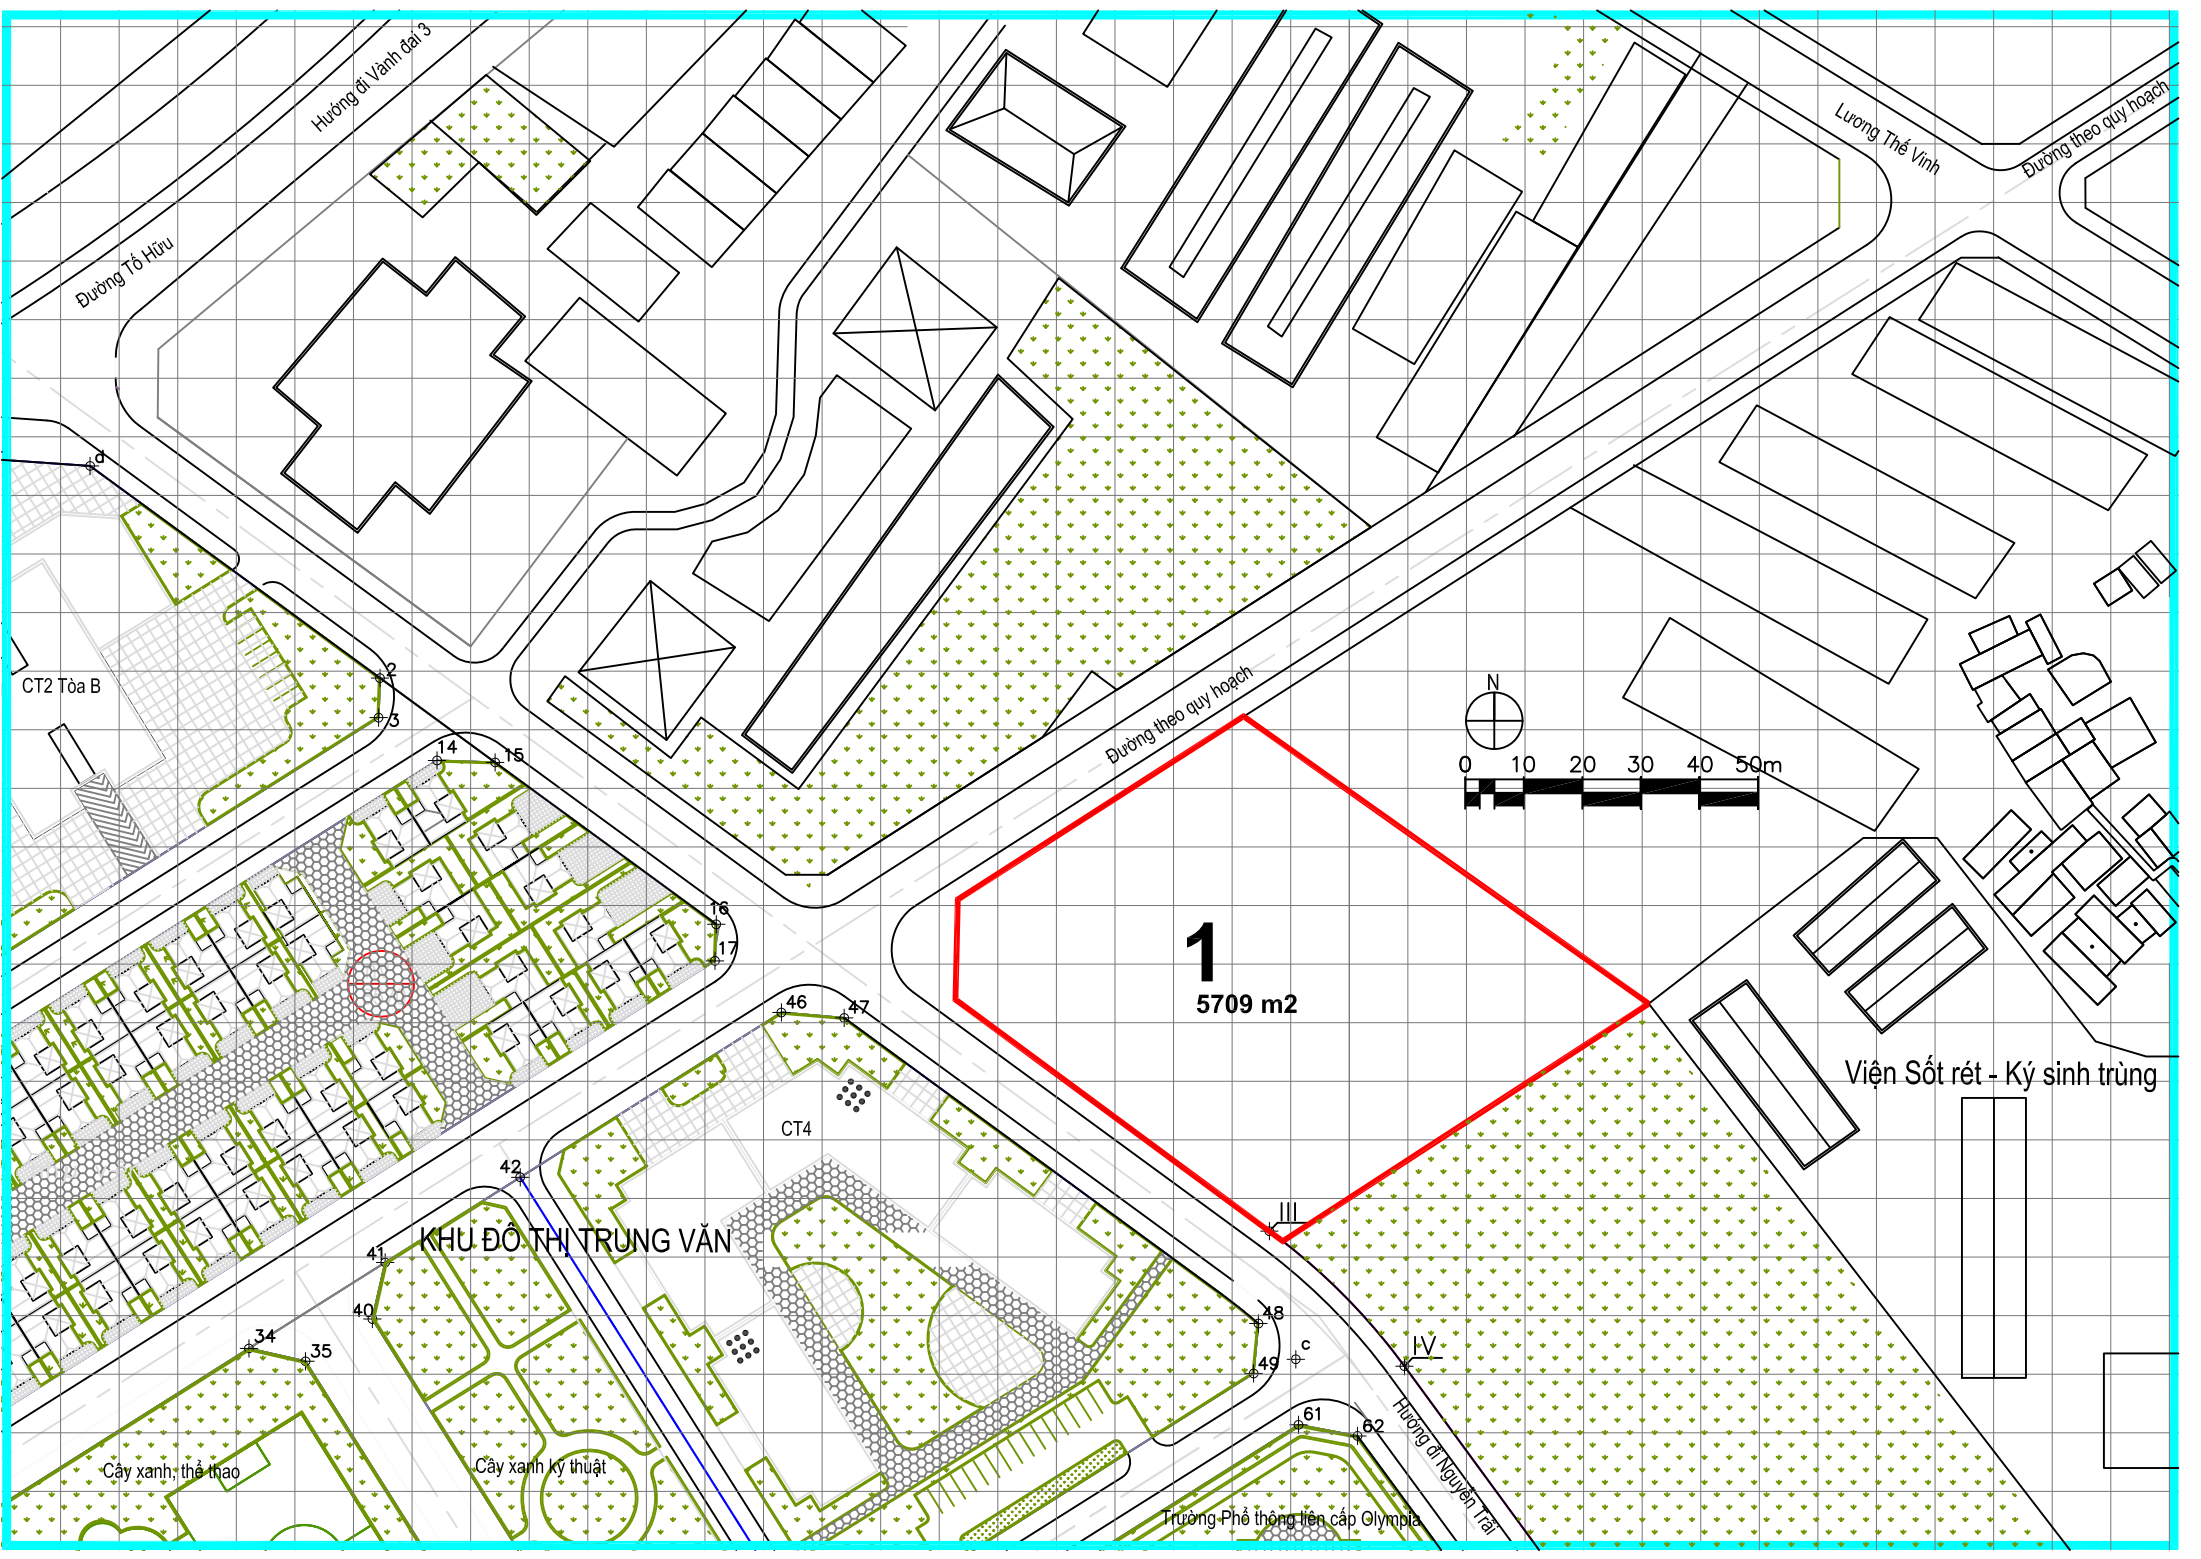 Hướng đi Vành đai 3
Lương Thế Vinh
Đường theo quy hoạch
Đường Tố Hữu
d
2
CT2 Tòa B
3
N
Đường theo quy hoạch
14
15
0 10 20 30 40 50m
16
17
1
5709 m2
46
47
Viện Sốt rét - Ký sinh trùng
CT4
42
III
KHU ĐÔ THỊ TRUNG VĂN
41
40
48
34
35
c
IV
49
61
62
Hướng đi Nguyễn Trãi
Cây xanh, thể thao
Cây xanh kỹ thuật
Trường Phổ thông liên cấp Olympia